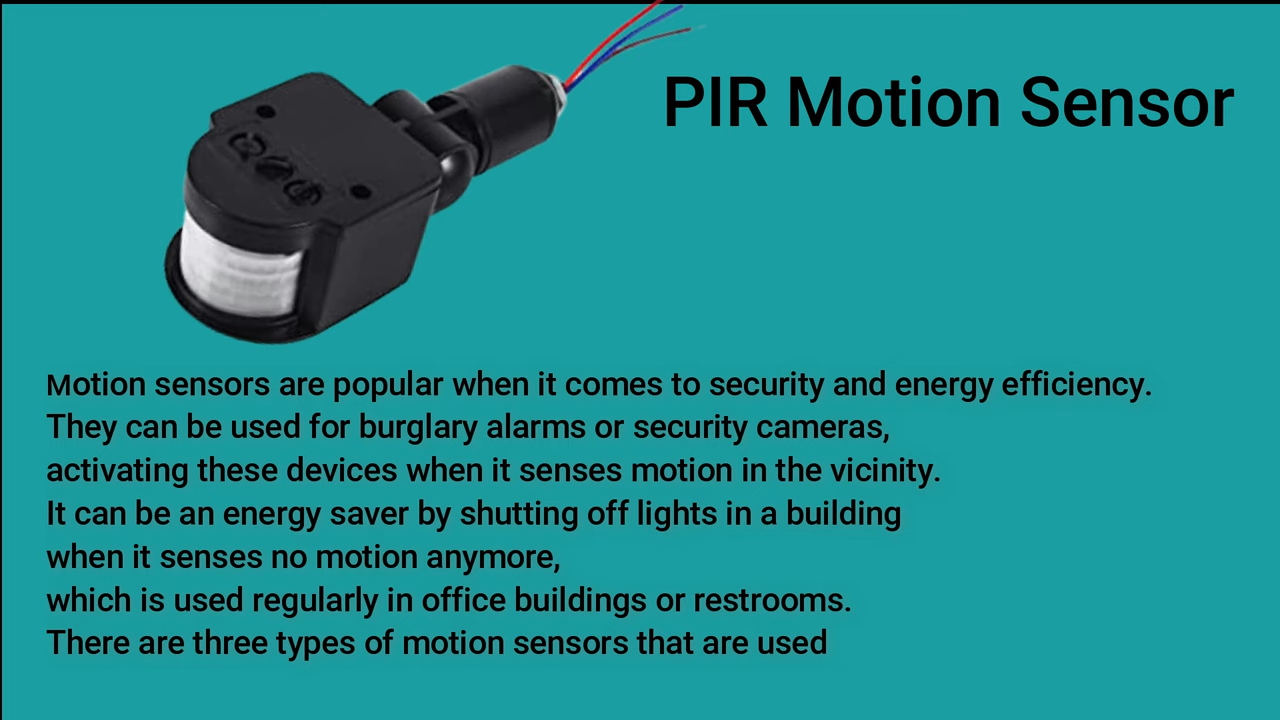 PIR Motion Sensor
Motion sensors are popular when it comes to security and energy efficiency.
They can be used for burglary alarms or security cameras,
activating these devices when it senses motion in the vicinity.
It can be an energy saver by shutting off lights in a building
when it senses no motion anymore,
which is used regularly in office buildings or restrooms.
There are three types of motion sensors that are used